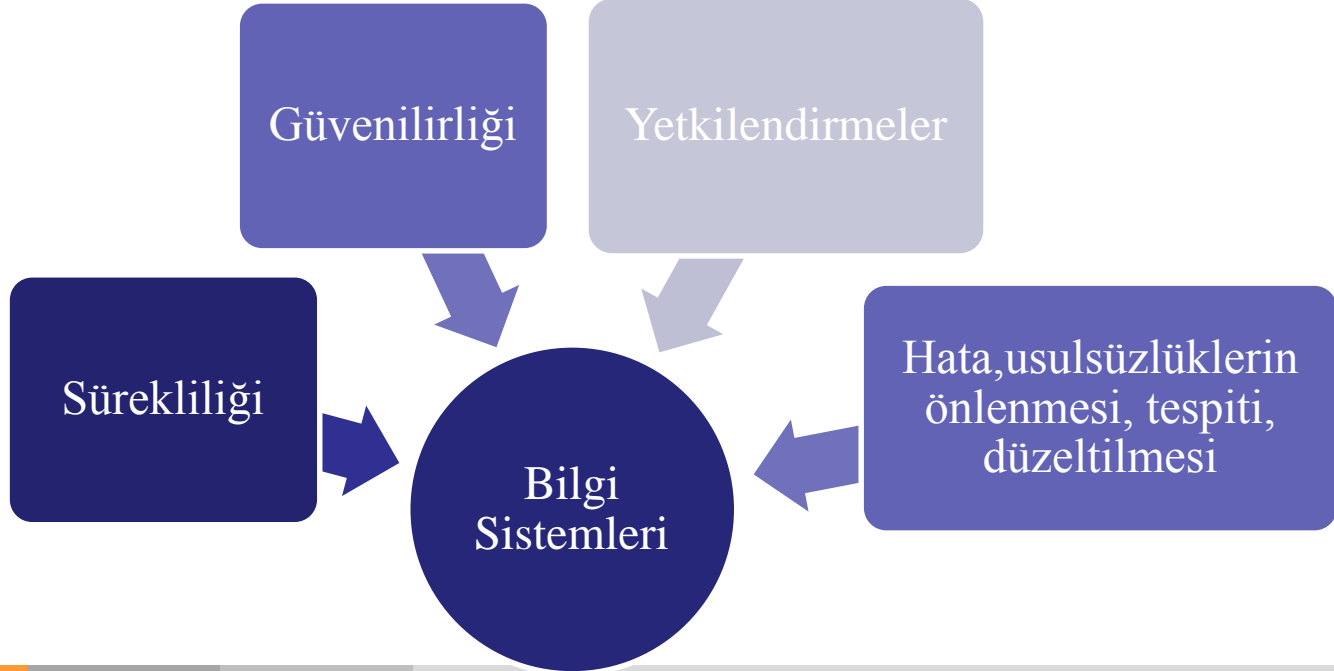 Güvenilirliği
Yetkilendirmeler
Sürekliliği
Hata,usulsüzlüklerin
önlenmesi, tespiti,
düzeltilmesi
Bilgi
Sistemleri